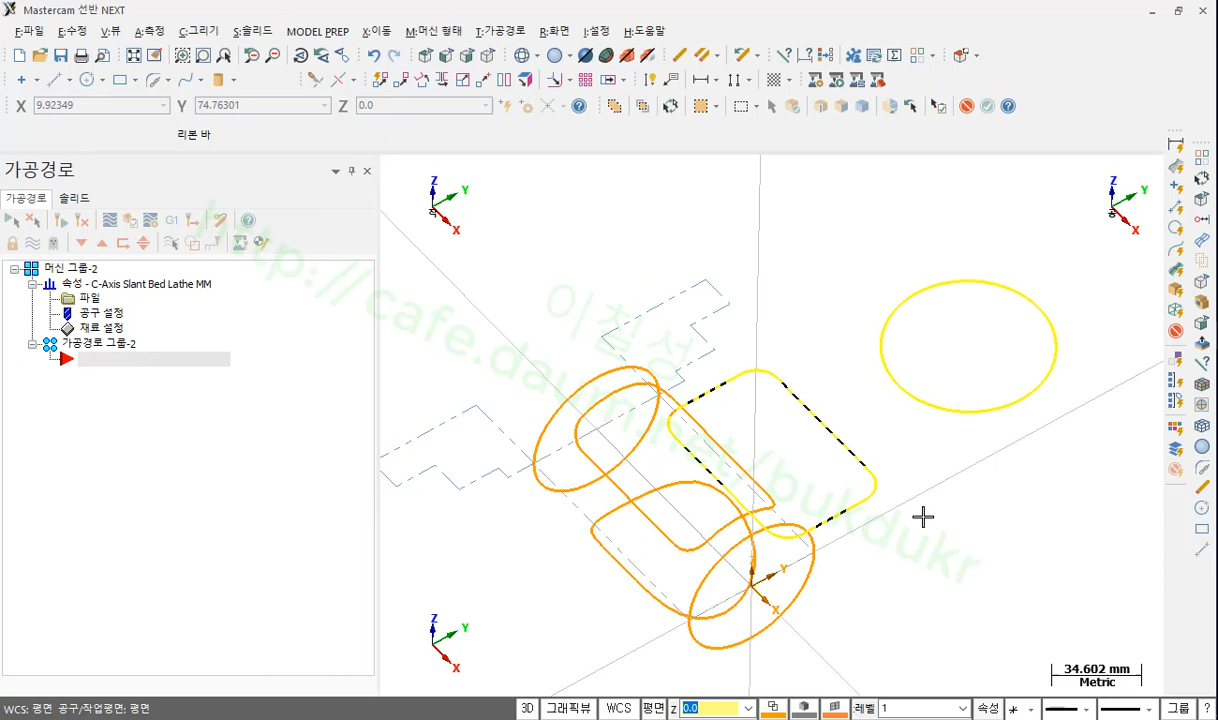 Mastercam 선반 NEXT
F:파일 E:수정 V:뷰 A:측정 C:그리기 S:솔리드 MODEL PREP X:이동 M:머신 형태 T:가공경로 R:화면 I:설정 H:도움말
X 9.92349 Y 74.76301 Z 0.0
리본 바
가공경로
가공경로 솔리드
G1
머신 그룹-2
속성 - C-Axis Slant Bed Lathe MM
파일
공구 설정
재료 설정
가공경로 그룹-2
Z Y X
Z Y X
http://cafe.daum.net/bukdukr
이칠성
Y X
Z Y X
34.602 mm
Metric
WCS: 평면 공구/작업평면: 평면
3D 그래픽뷰 WCS 평면 Z 0.0 레벨 1 속성 그룹 ?